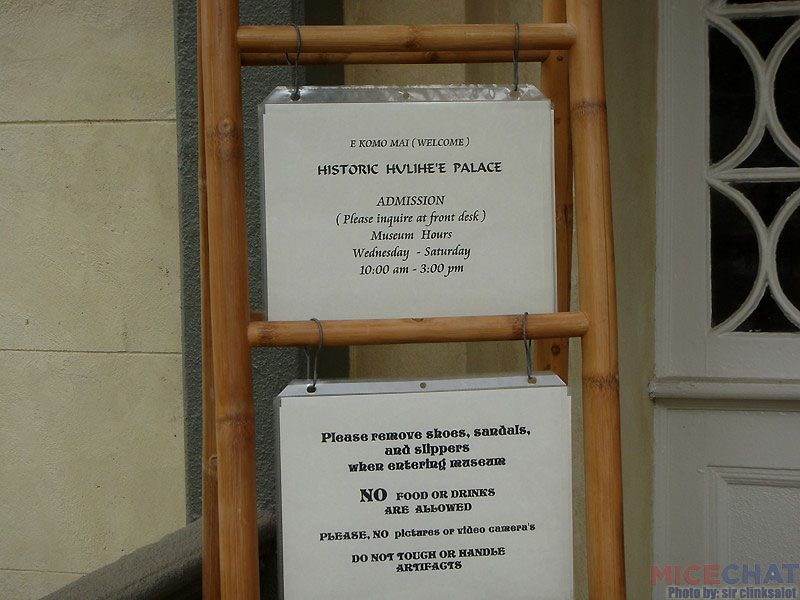 E KOMO MAI ( WELCOME )
HISTORIC HULIHE'E PALACE
ADMISSION
( Please inquire at front desk )
Museum Hours
Wednesday - Saturday
10:00 am - 3:00 pm
Please remove shoes, sandals,
and slippers
when entering museum
NO FOOD OR DRINKS
ARE ALLOWED
PLEASE, NO pictures or video camera's
DO NOT TOUCH OR HANDLE
ARTIFACTS
MICECHAT
Photo by: sir clinksalot